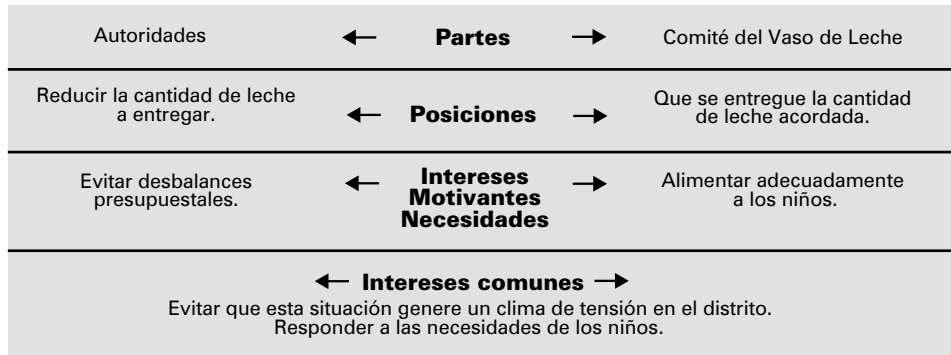 Autoridades
Partes
Comité del Vaso de Leche
Reducir la cantidad de leche
a entregar.
Posiciones
Que se entregue la cantidad
de leche acordada.
Evitar desbalances
presupuestales.
Intereses
Motivantes
Necesidades
Alimentar adecuadamente
a los niños.
Intereses comunes
Evitar que esta situación genere un clima de tensión en el distrito.
Responder a las necesidades de los niños.